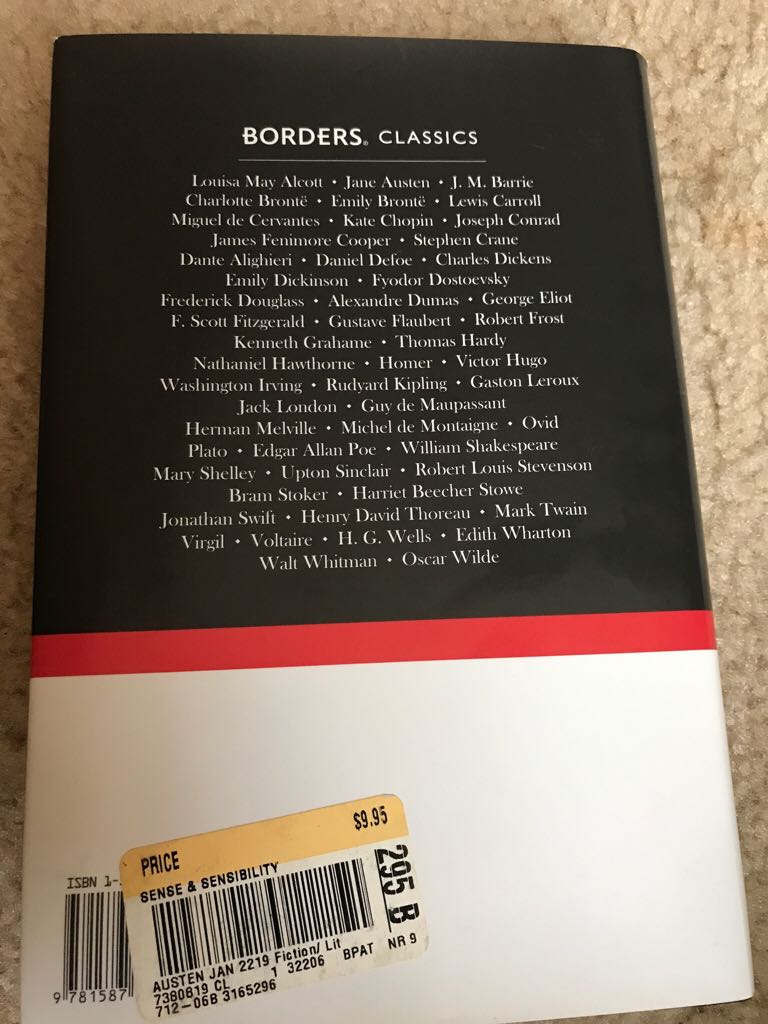 BORDERS® CLASSICS
Louisa May Alcott • Jane Austen • J. M. Barrie
Charlotte Brontë • Emily Brontë • Lewis Carroll
Miguel de Cervantes • Kate Chopin • Joseph Conrad
James Fenimore Cooper • Stephen Crane
Dante Alighieri • Daniel Defoe • Charles Dickens
Emily Dickinson • Fyodor Dostoevsky
Frederick Douglass • Alexandre Dumas • George Eliot
F. Scott Fitzgerald • Gustave Flaubert • Robert Frost
Kenneth Grahame • Thomas Hardy
Nathaniel Hawthorne • Homer • Victor Hugo
Washington Irving • Rudyard Kipling • Gaston Leroux
Jack London • Guy de Maupassant
Herman Melville • Michel de Montaigne • Ovid
Plato • Edgar Allan Poe • William Shakespeare
Mary Shelley • Upton Sinclair • Robert Louis Stevenson
Bram Stoker • Harriet Beecher Stowe
Jonathan Swift • Henry David Thoreau • Mark Twain
Virgil • Voltaire • H. G. Wells • Edith Wharton
Walt Whitman • Oscar Wilde
$9.95
PRICE
SENSE & SENSIBILITY
295 B
AUSTEN JAN 2219 Fiction/ Lit
7380819 CL 1 32206 BPAT NR 9
712-06B 3165296
ISBN 1-
9 781587